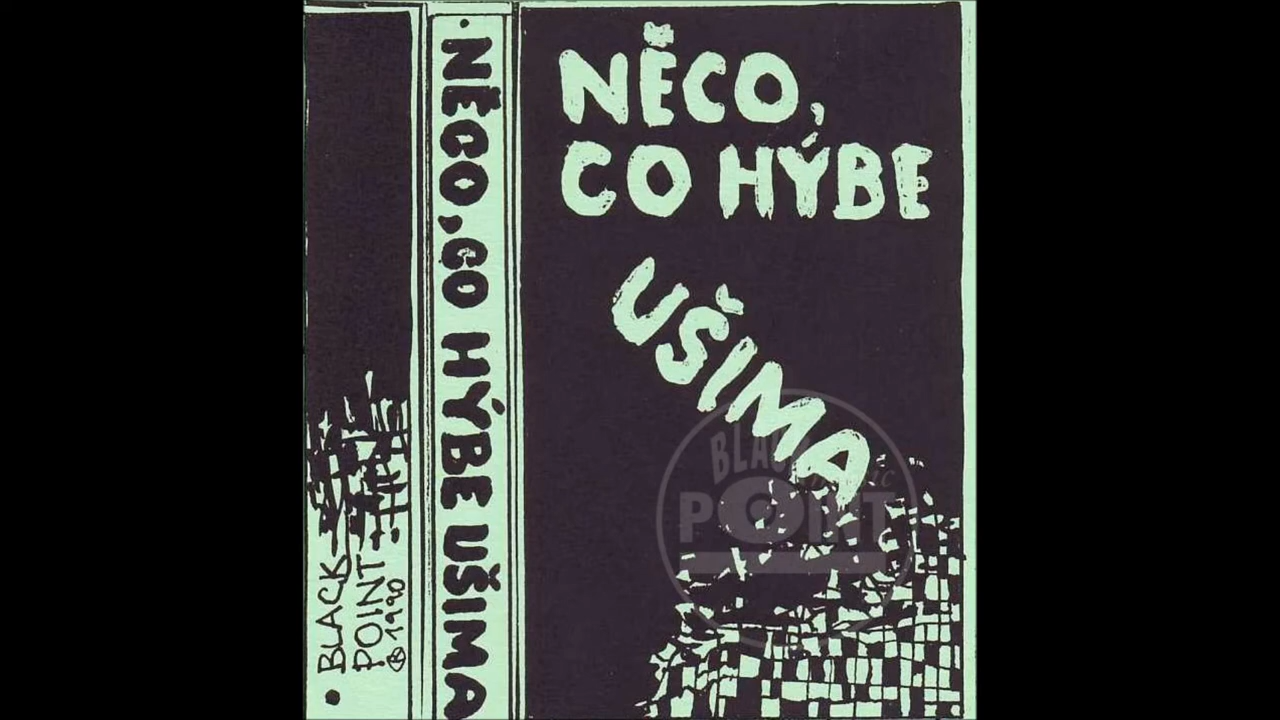 BLACK
POINT
1990
NĚCO, CO HÝBE UŠIMA
NĚCO,
CO HÝBE
UŠIMA
BLACK
POINT